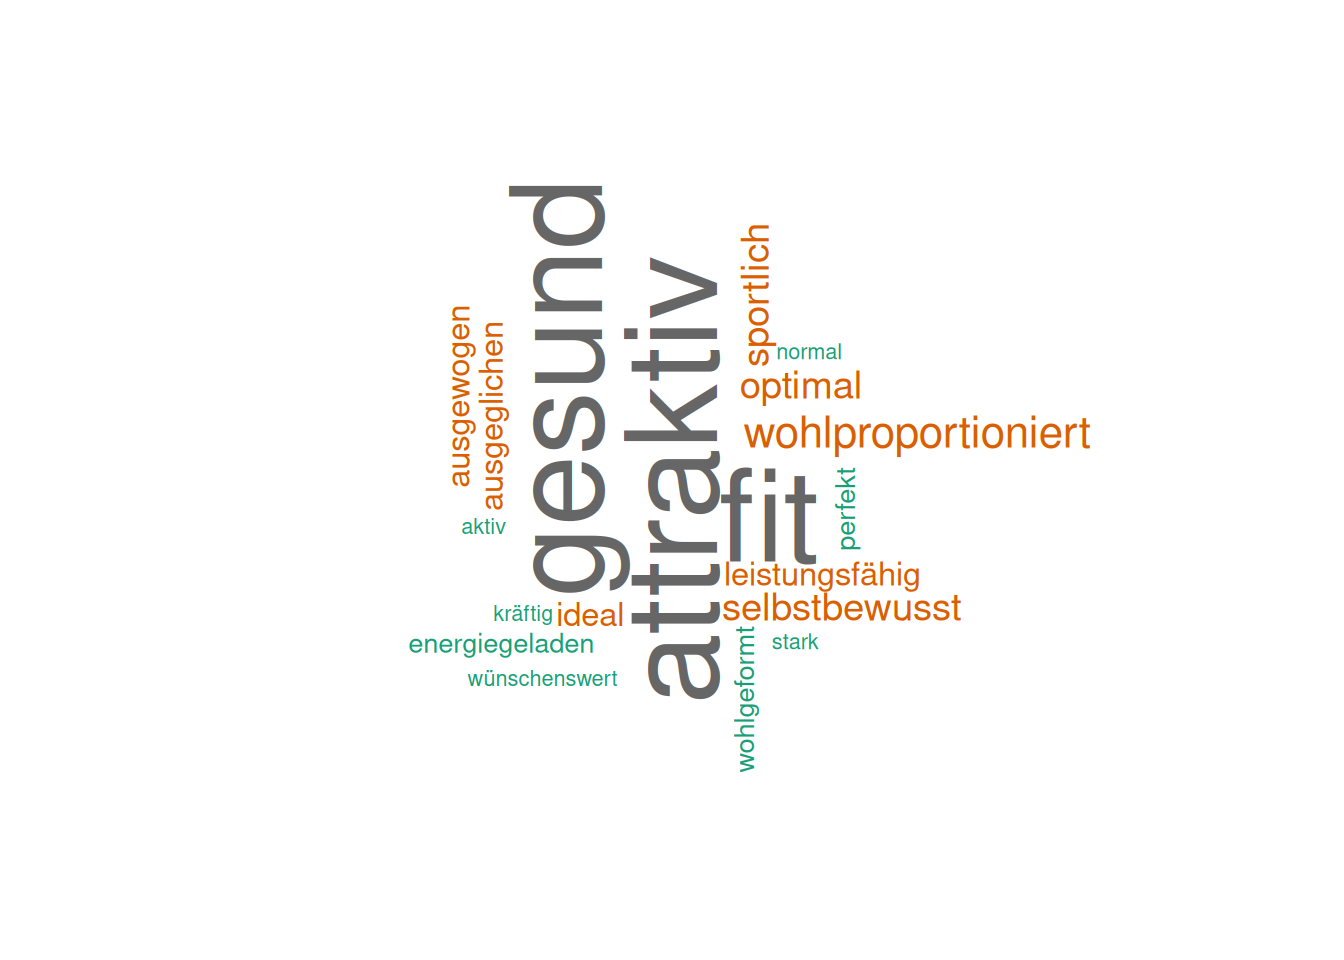 gesund
attraktiv
sportlich
normal
optimal
wohlproportioniert
fit
perfekt
ausgewogen
ausgeglichen
aktiv
leistungsfähig
selbstbewusst
kräftig
ideal
energiegeladen
wünschenswert
wohlgeformt
stark